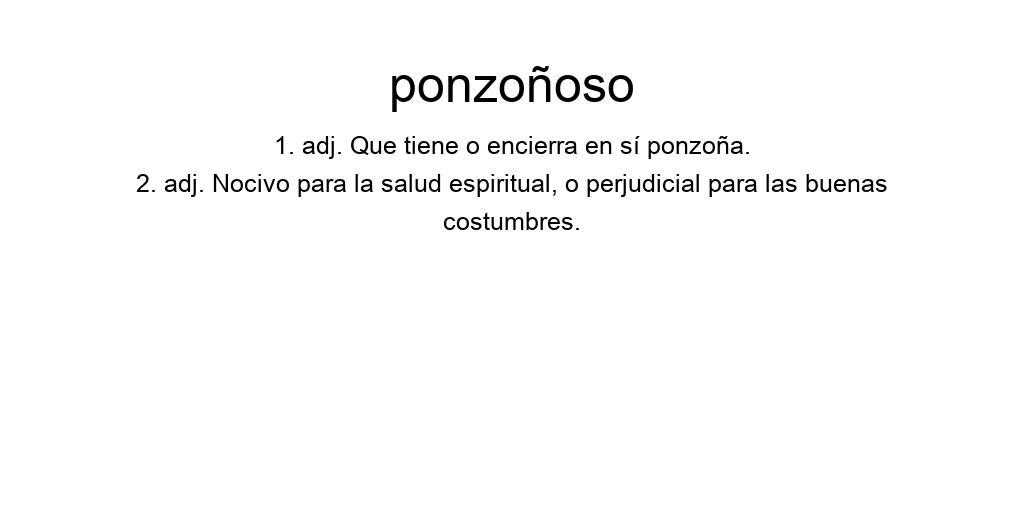 ponzoñoso
1. adj. Que tiene o encierra en sí ponzoña.
2. adj. Nocivo para la salud espiritual, o perjudicial para las buenas
costumbres.